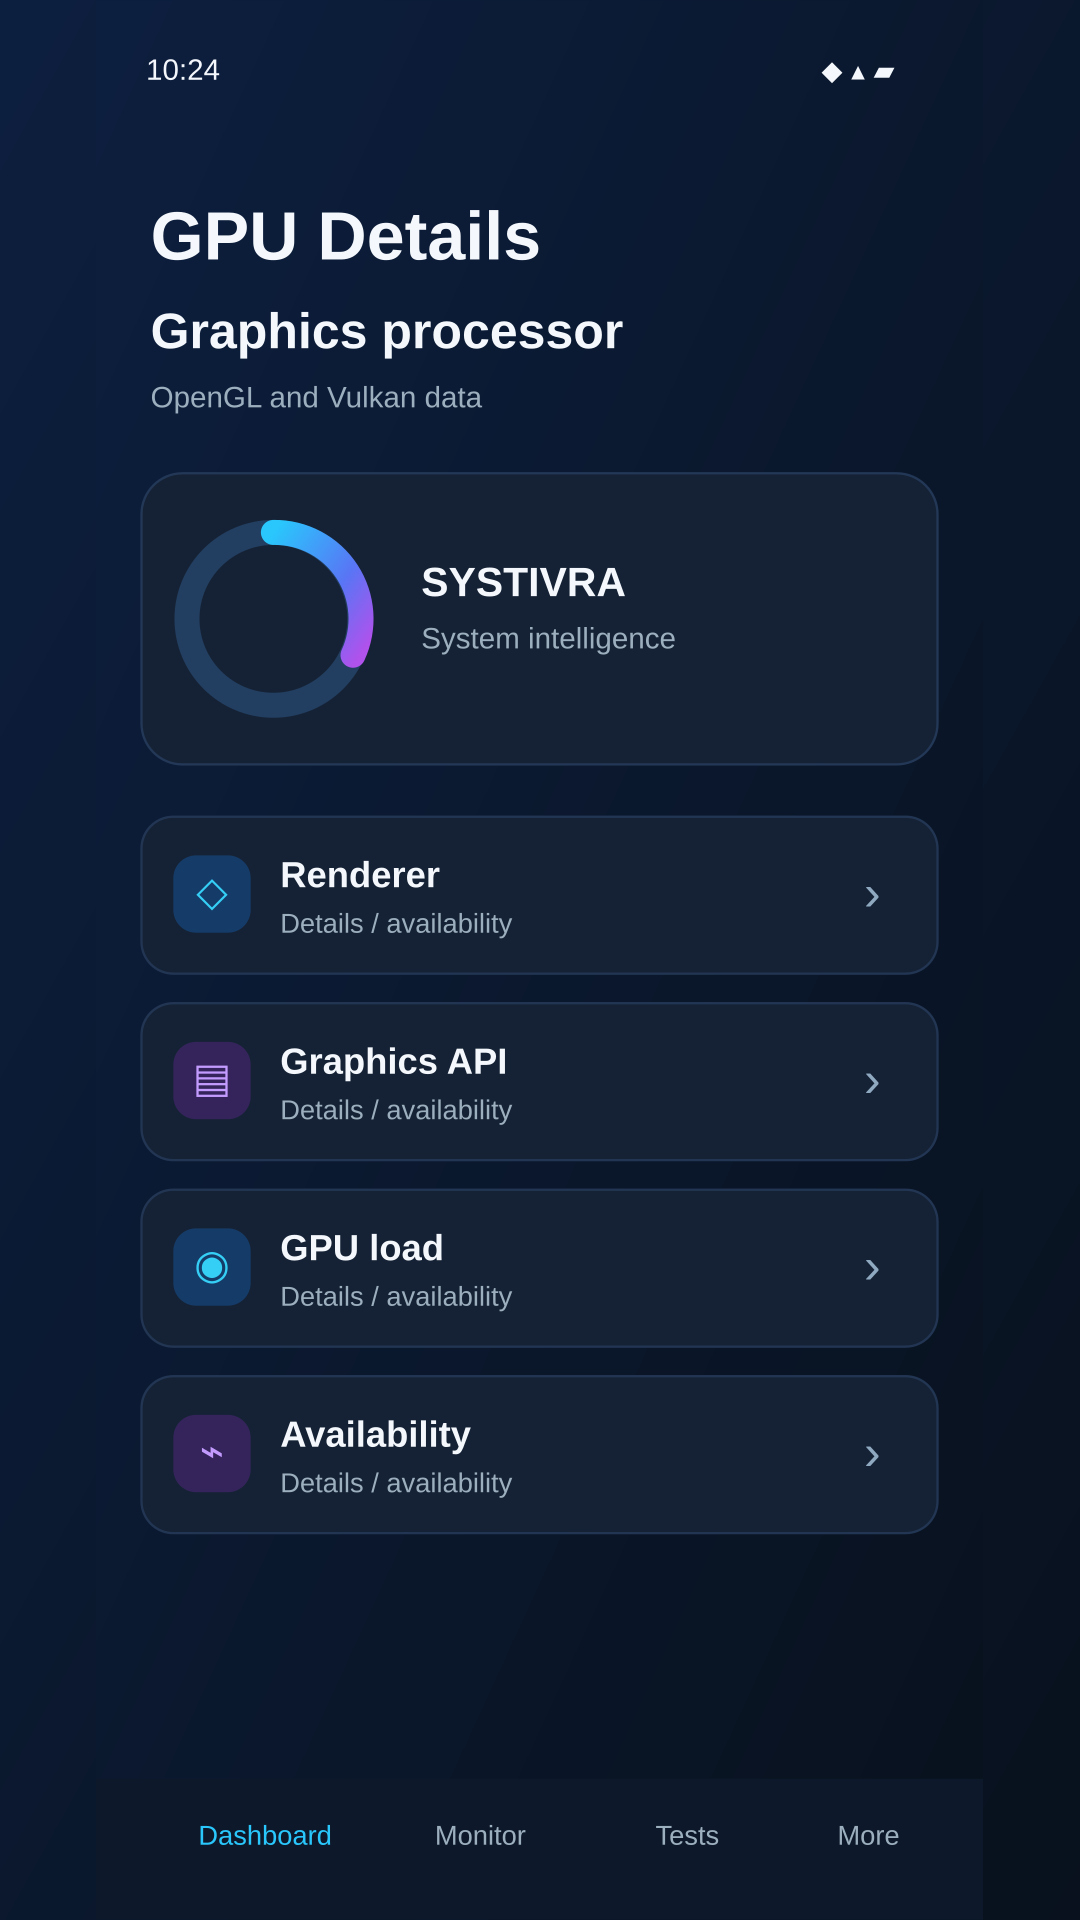 10:24
GPU Details
Graphics processor
OpenGL and Vulkan data
SYSTIVRA
System intelligence
Renderer
Details / availability
Graphics API
Details / availability
GPU load
Details / availability
Availability
Details / availability
Dashboard Monitor Tests More